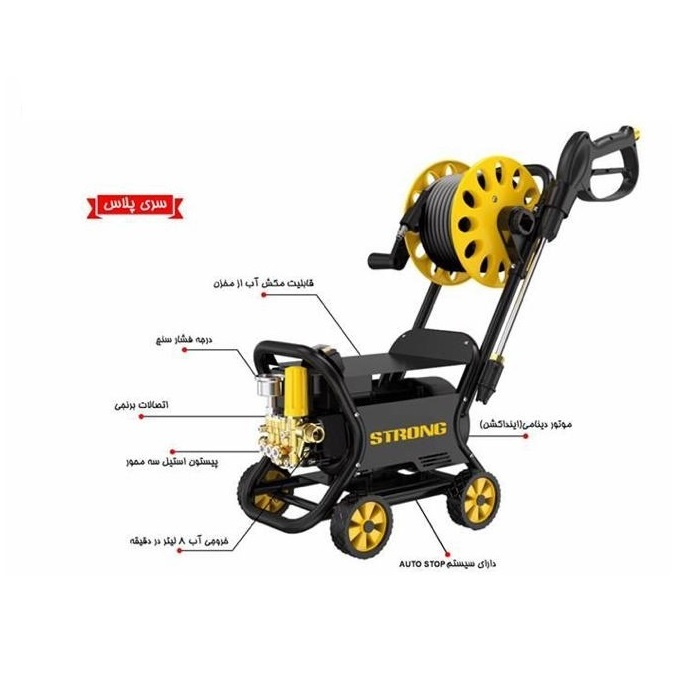 سری پلاس
قابلیت مکش آب از مخزن
درجه فشار سنج
اتصالات برنجی
موتور دینامی(اینداکشن)
STRONG
پیستون استیل سه محور
خروجی آب ۸ لیتر در دقیقه
دارای سیستم AUTO STOP